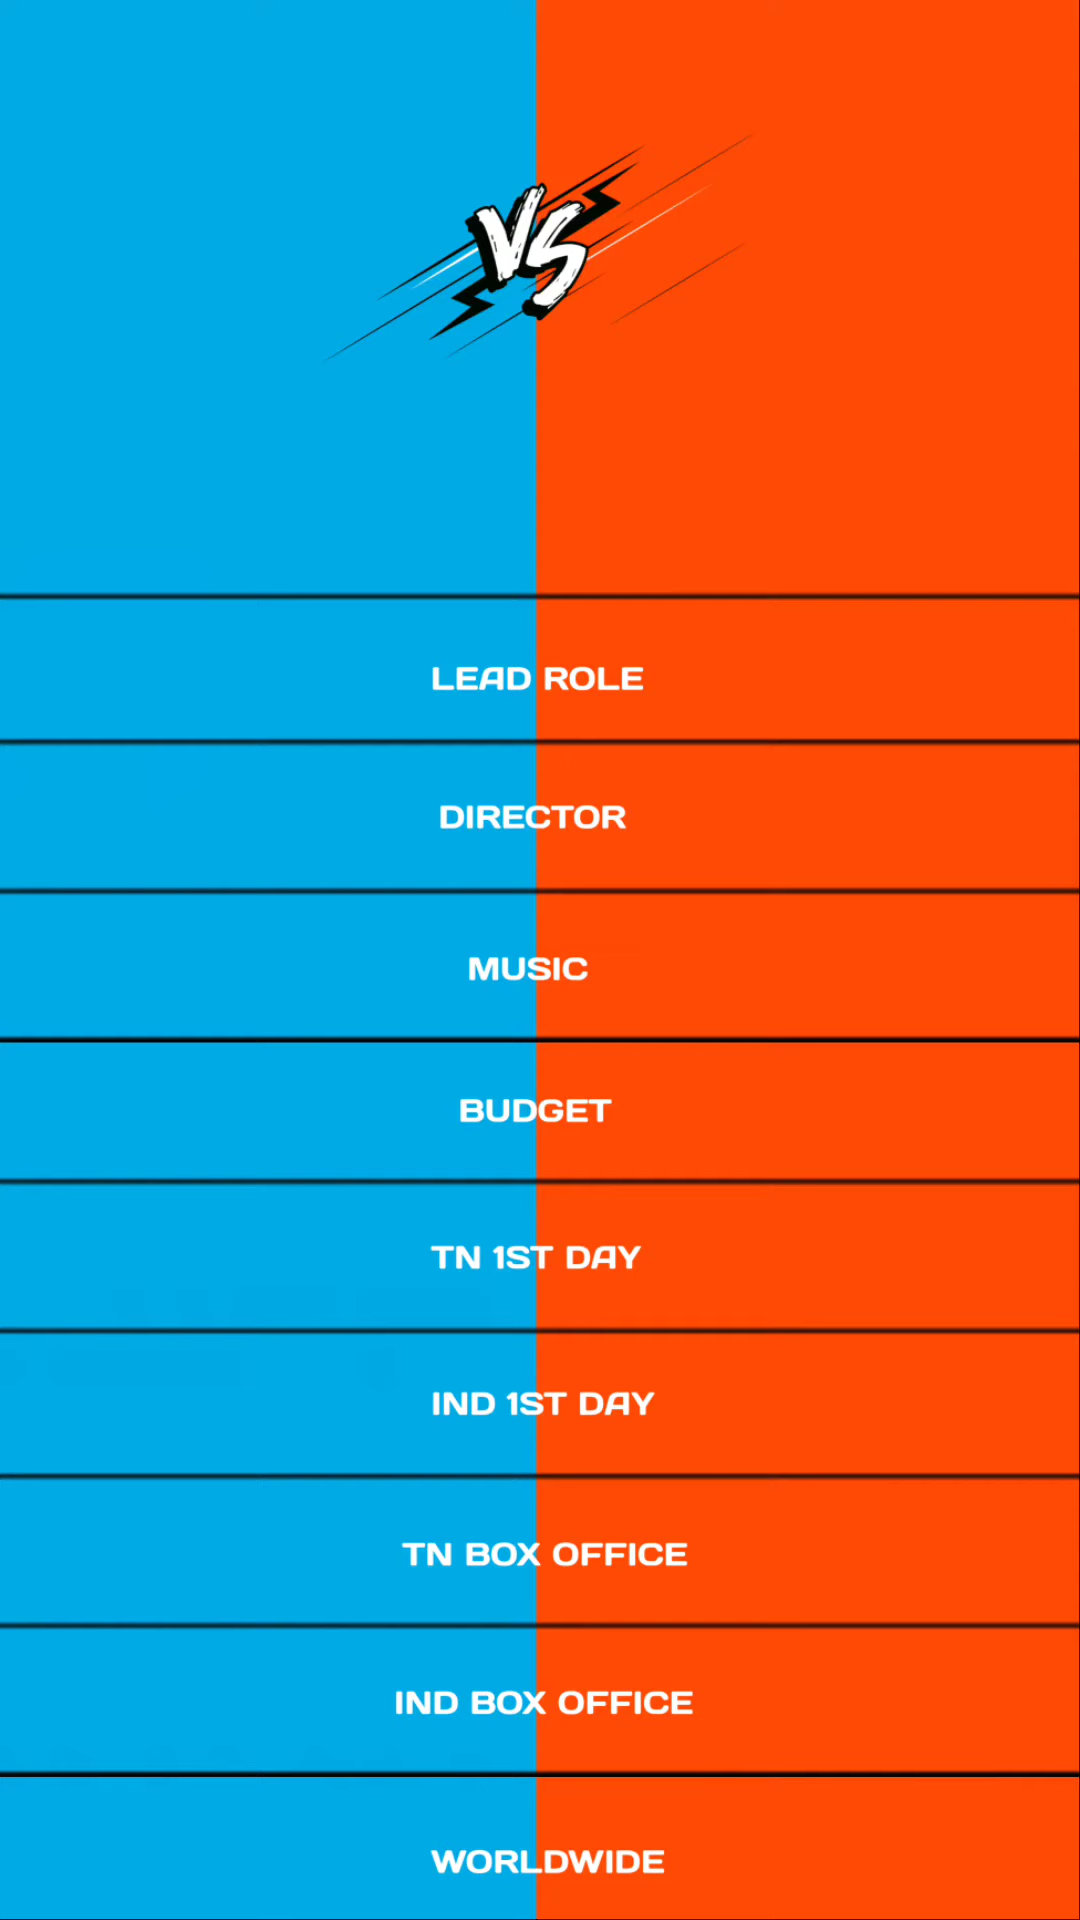 VS
LEAD ROLE
DIRECTOR
MUSIC
BUDGET
TN 1ST DAY
IND 1ST DAY
TN BOX OFFICE
IND BOX OFFICE
WORLDWIDE